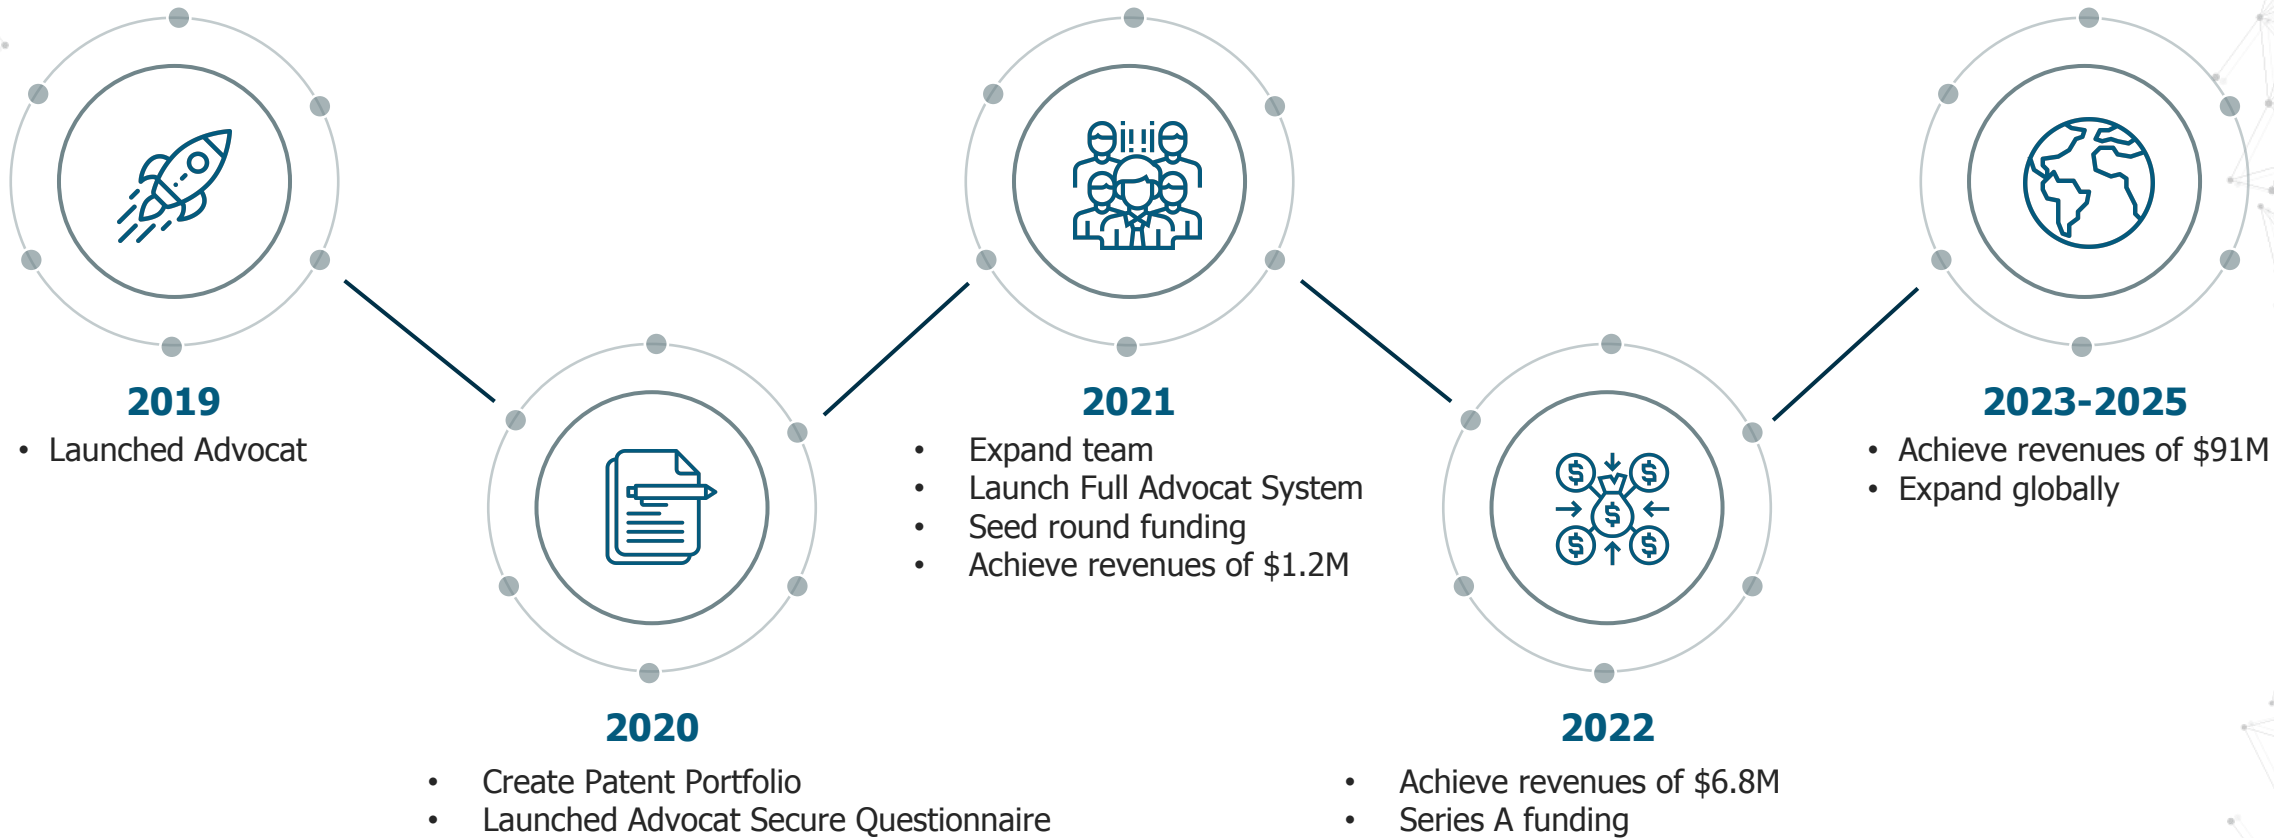 2019
• Launched Advocat
2020
• Create Patent Portfolio
• Launched Advocat Secure Questionnaire
2021
• Expand team
• Launch Full Advocat System
• Seed round funding
• Achieve revenues of $1.2M
2022
• Achieve revenues of $6.8M
• Series A funding
2023-2025
• Achieve revenues of $91M
• Expand globally